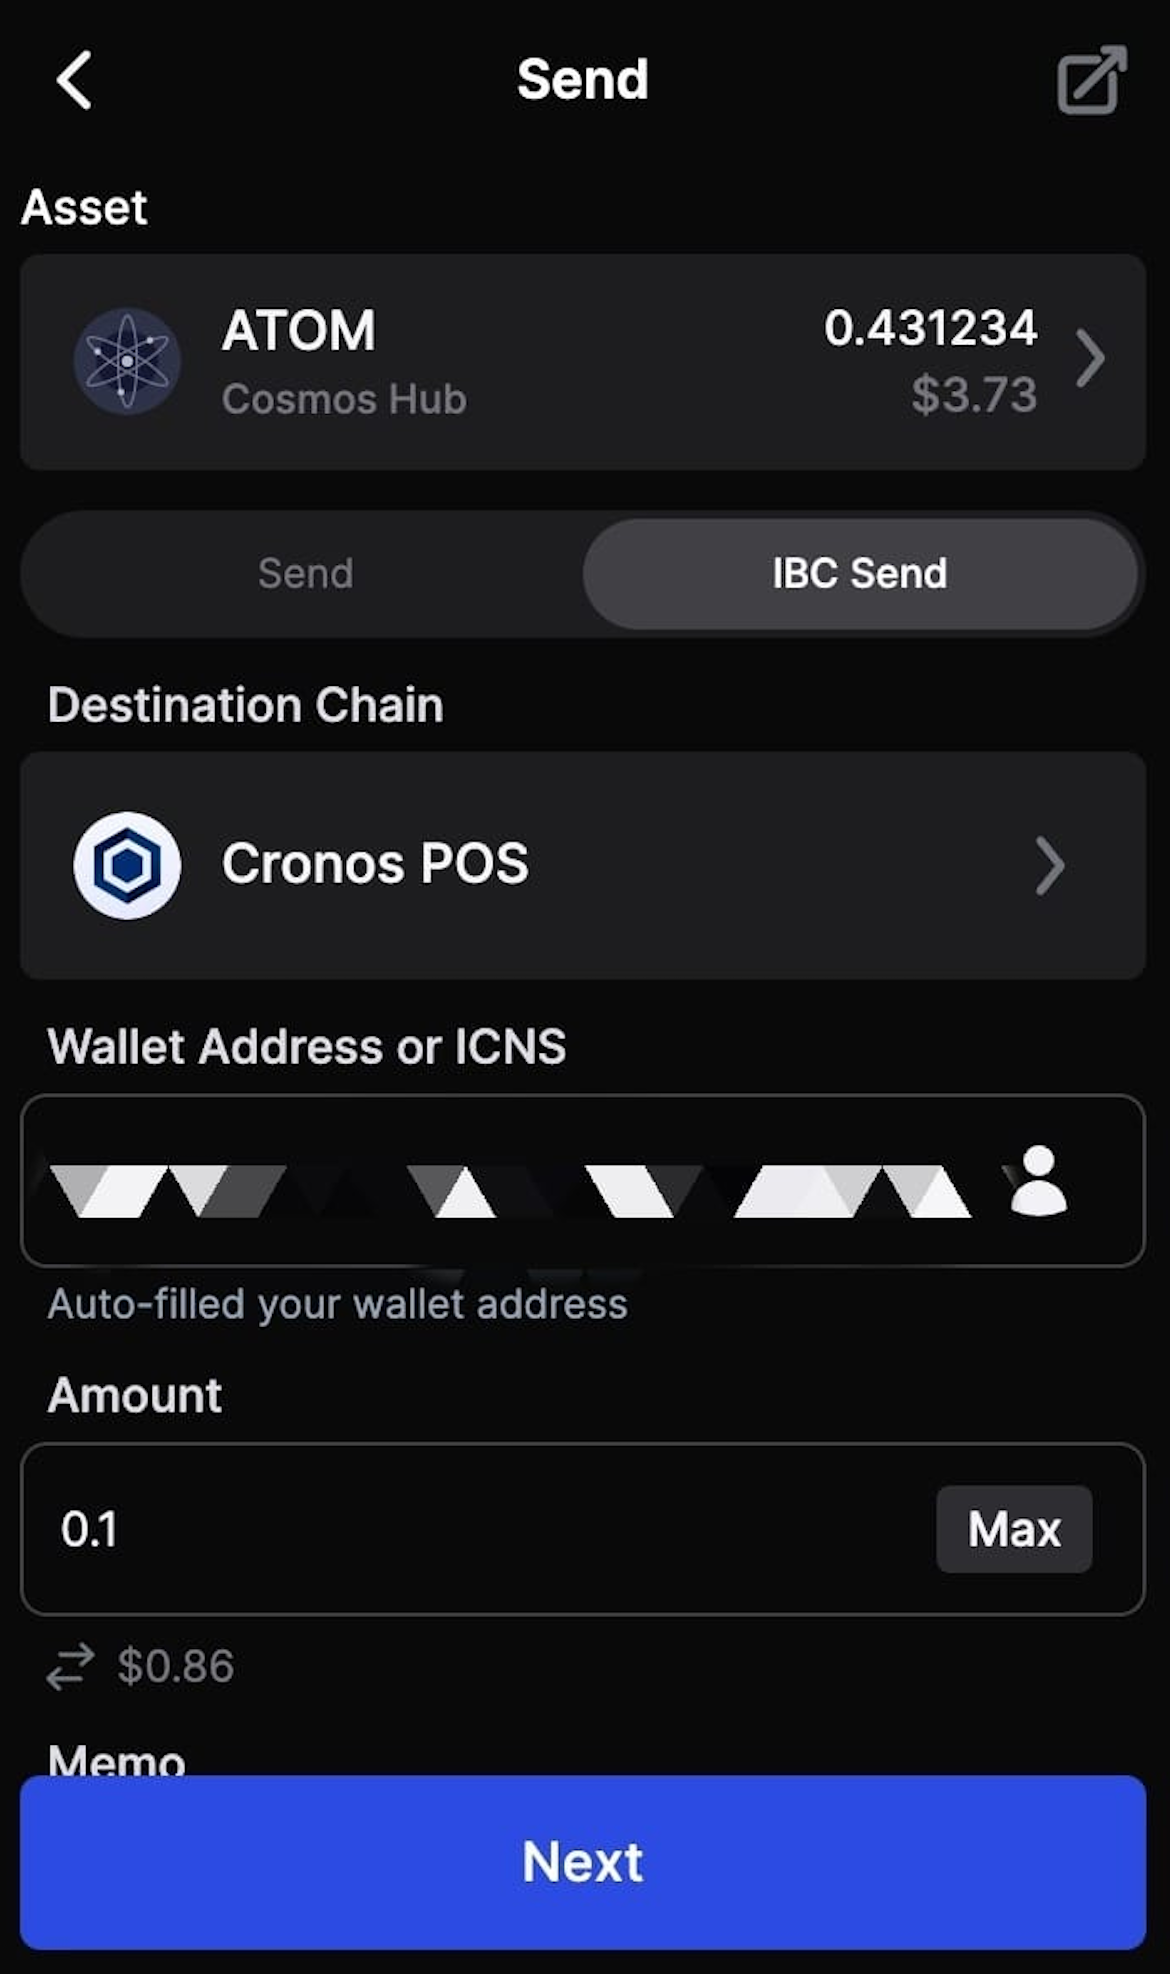 Send
Asset
ATOM
0.431234
Cosmos Hub
$3.73
Send
IBC Send
Destination Chain
Cronos POS
Wallet Address or ICNS
Auto-filled your wallet address
Amount
0.1
Max
$0.86
Memo
Next